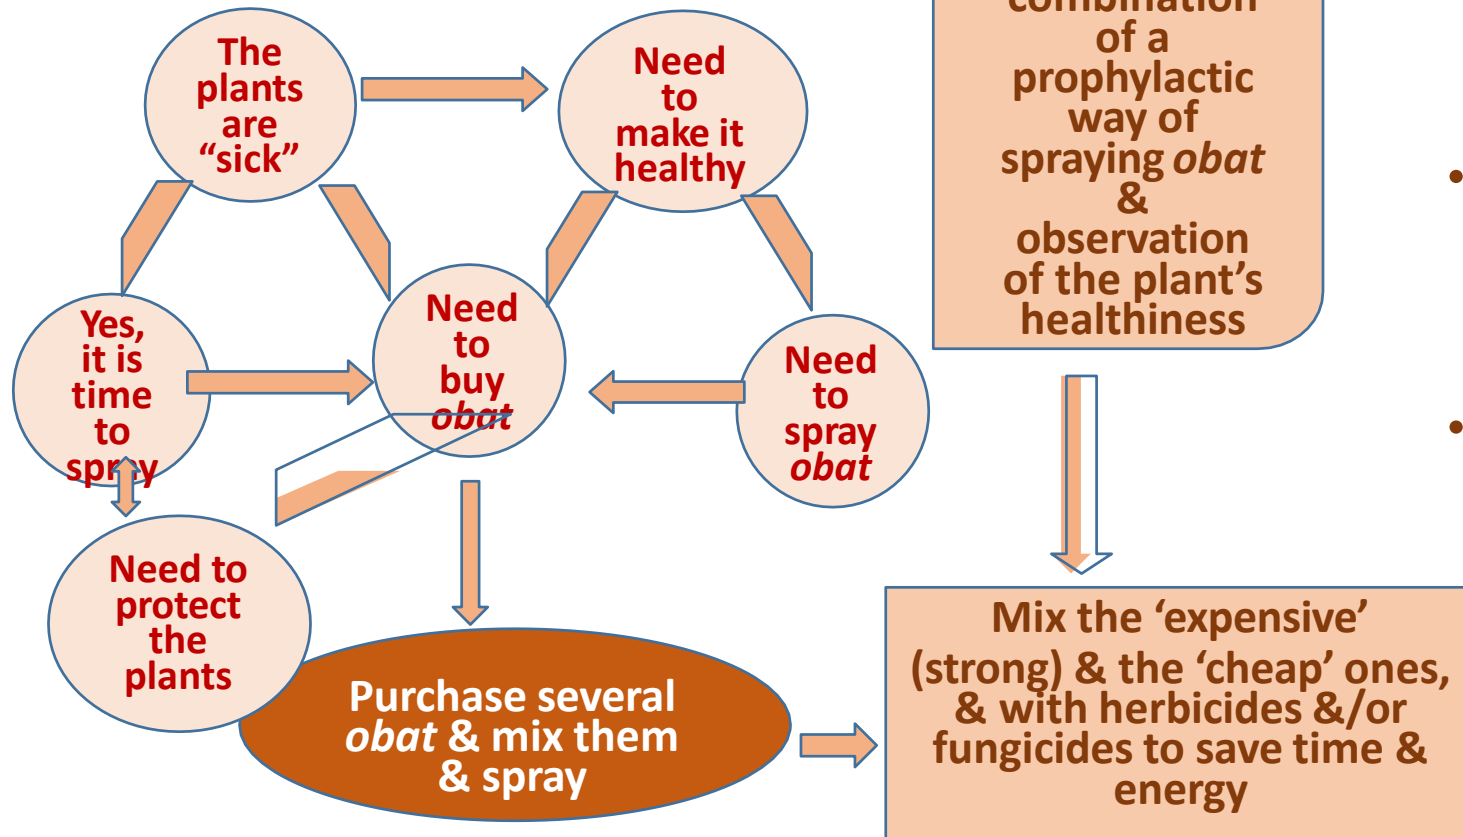 The
plants
are
“sick”
Need
to
make it
healthy
combination
of a
prophylactic
way of
spraying obat
&
observation
of the plant’s
healthiness
Yes,
it is
time
to
spray
Need
to
buy
obat
Need
to
spray
obat
Need to
protect
the
plants
Purchase several
obat & mix them
& spray
Mix the ‘expensive’
(strong) & the ‘cheap’ ones,
& with herbicides &/or
fungicides to save time &
energy